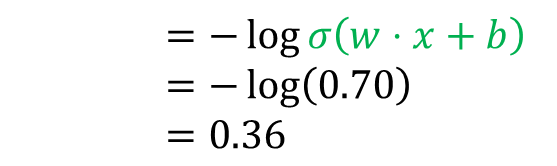 = − log σ(w · x + b)
= − log(0.70)
= 0.36